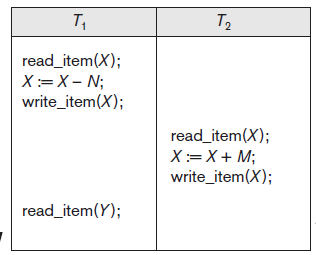 T₁ T₂
read_item(X);
X := X – N;
write_item(X);
read_item(X);
X := X + M;
write_item(X);
read_item(Y);